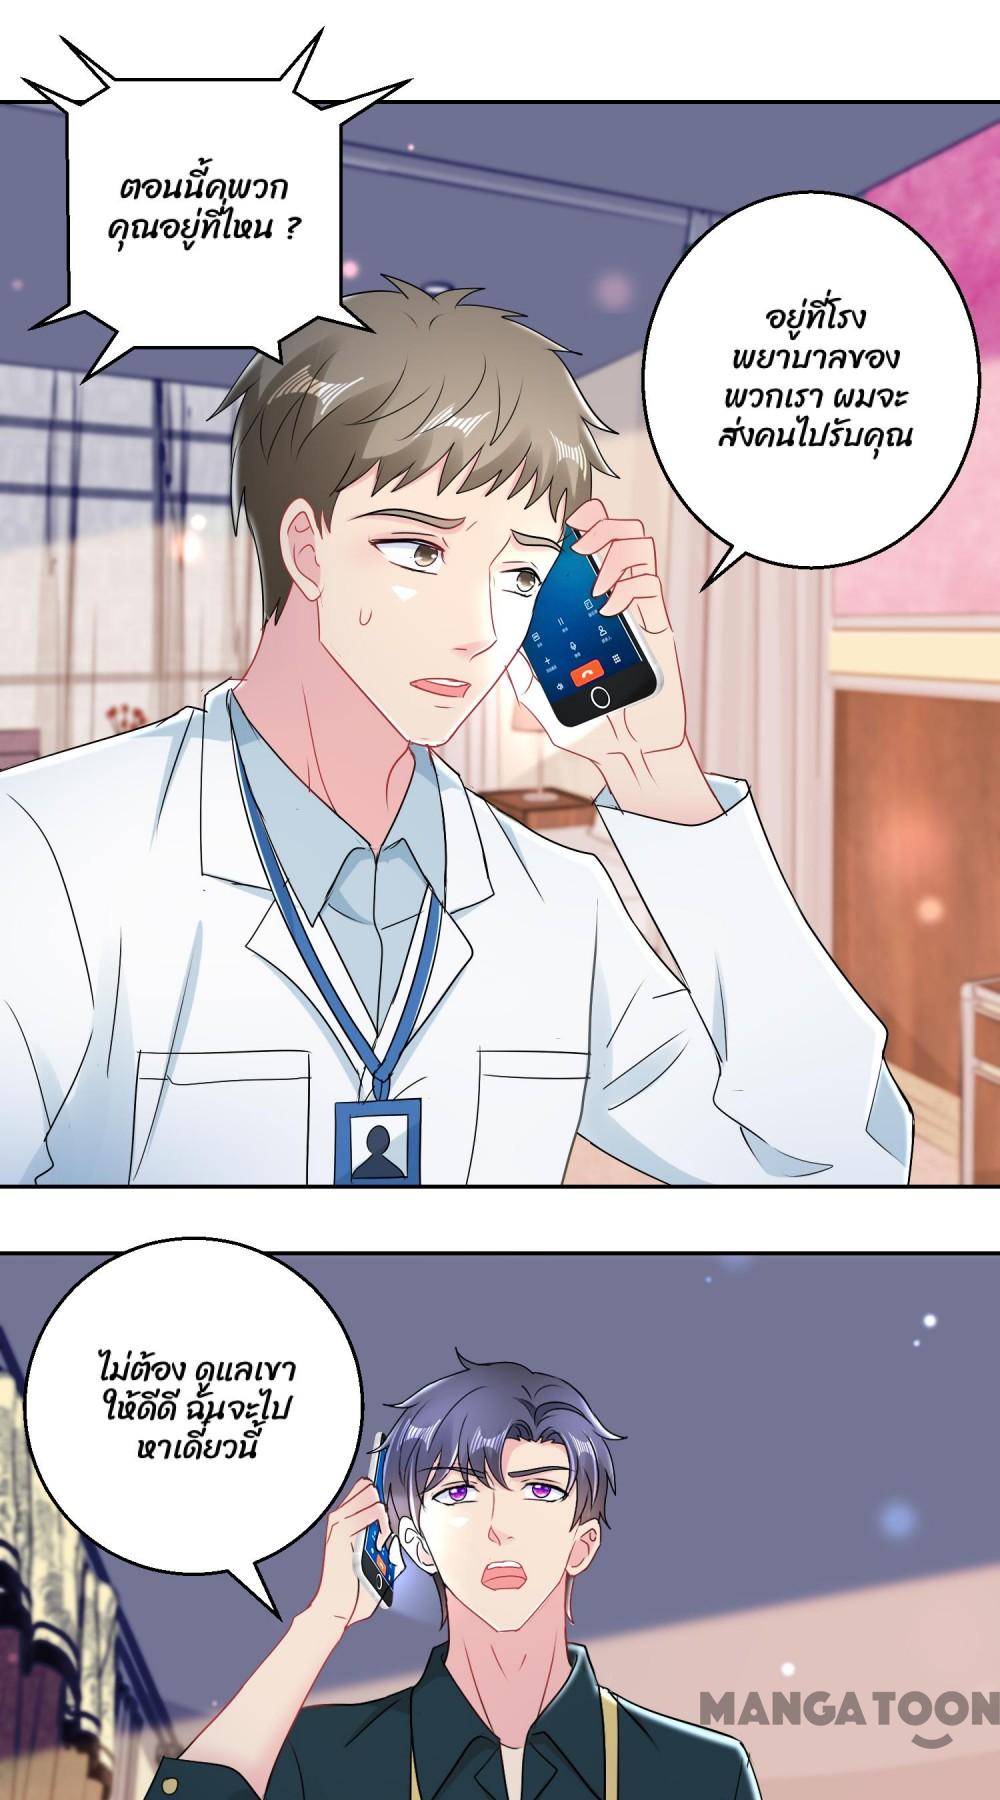 ตอนนี้คพวก
คุณอยู่ที่ไหน ?
อยู่ที่โรง
พยาบาลของ
พวกเรา ผมจะ
ส่งคนไปรับคุณ
ไม่ต้อง ดูแลเขา
ให้ดีดี ฉันจะไป
หาเดี๋ยวนี้
MANGATOON